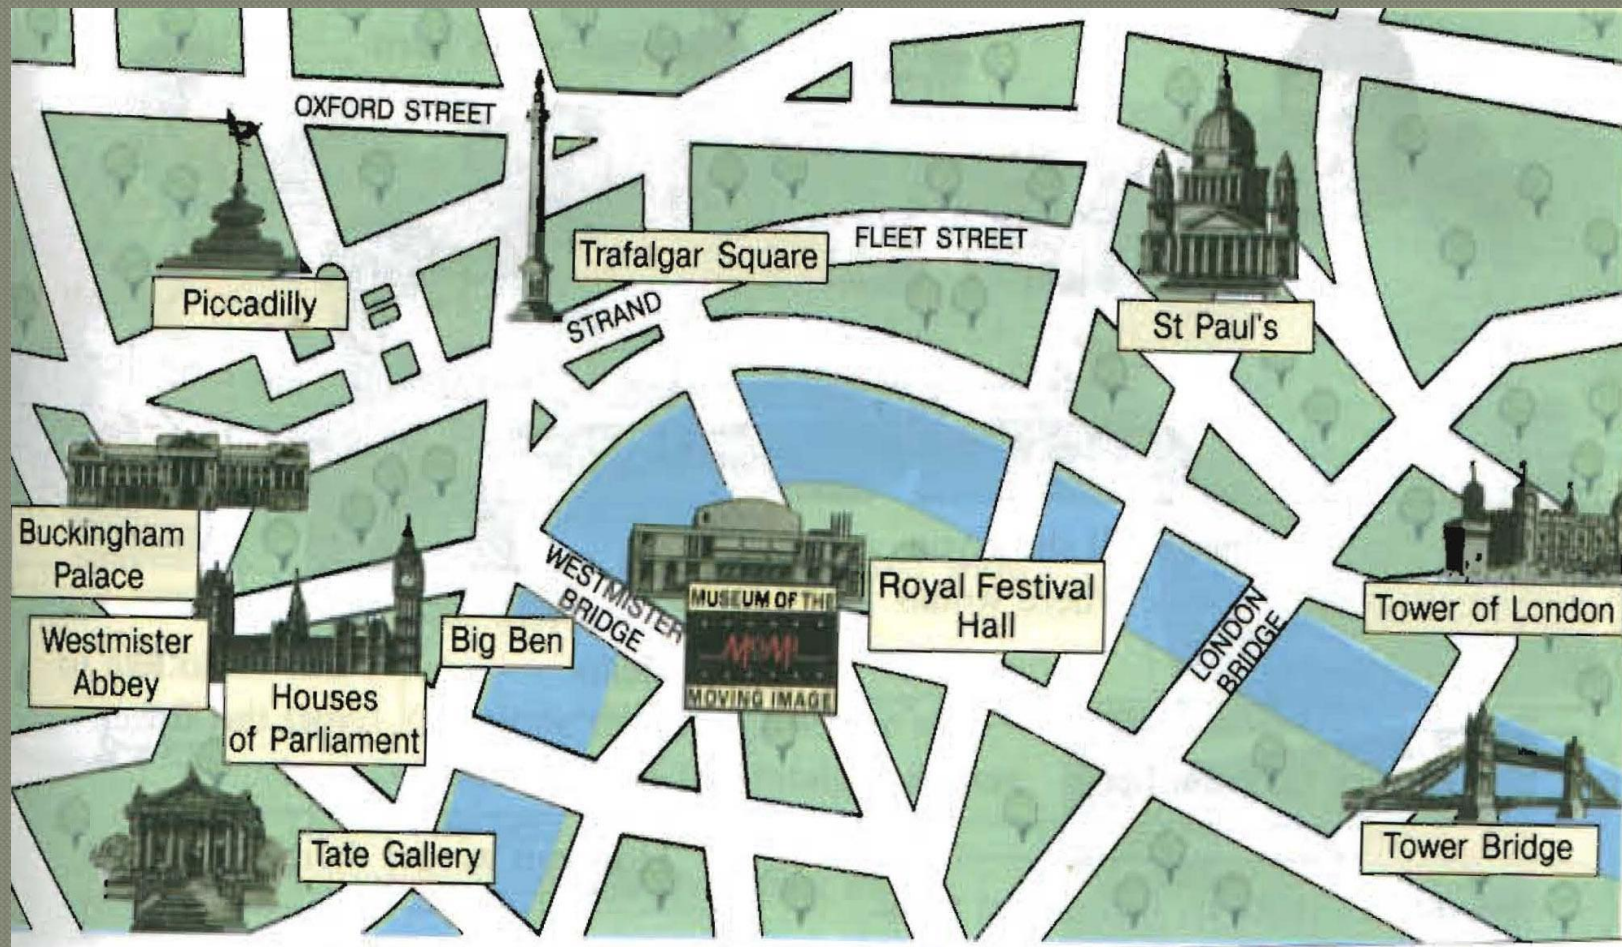 OXFORD STREET
Trafalgar Square
FLEET STREET
Piccadilly
STRAND
St Paul's
Buckingham
Palace
WESTMISTER
BRIDGE
Royal Festival
Hall
MUSEUM OF THE
MOMI
MOVING IMAGE
Tower of London
LONDON
BRIDGE
Westmister
Abbey
Big Ben
Houses
of Parliament
Tate Gallery
Tower Bridge